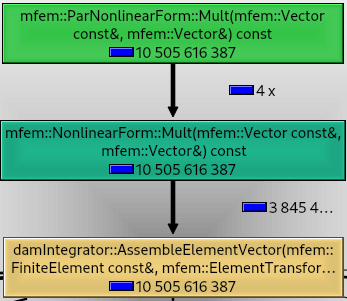 mfem::ParNonlinearForm::Mult(mfem::Vector
const&, mfem::Vector&) const
10 505 616 387
4 x
mfem::NonlinearForm::Mult(mfem::Vector const&,
mfem::Vector&) const
10 505 616 387
3 845 4...
damIntegrator::AssembleElementVector(mfem::
FiniteElement const&, mfem::ElementTransfor...
10 505 616 387